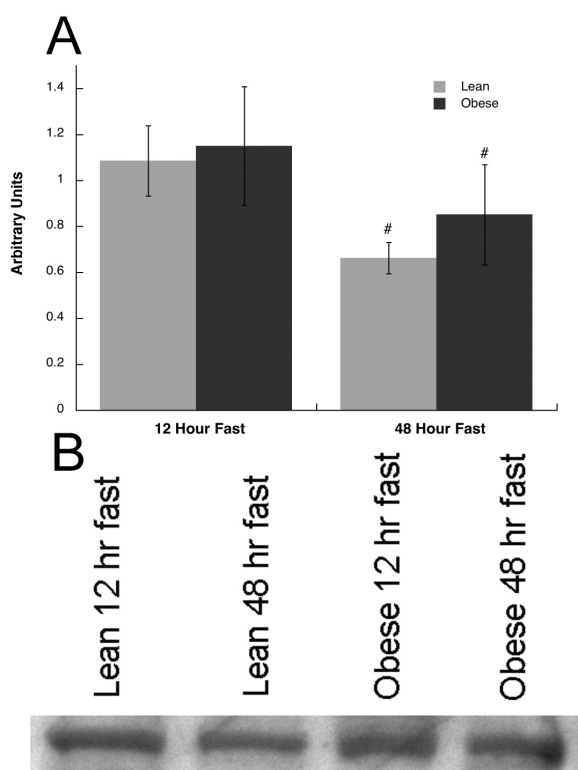 A
1.4
1.2
1
0.8
0.6
0.4
0.2
0
Arbitrary Units
Lean
Obese
#
#
12 Hour Fast
48 Hour Fast
B
Lean 12 hr fast
Lean 48 hr fast
Obese 12 hr fast
Obese 48 hr fast